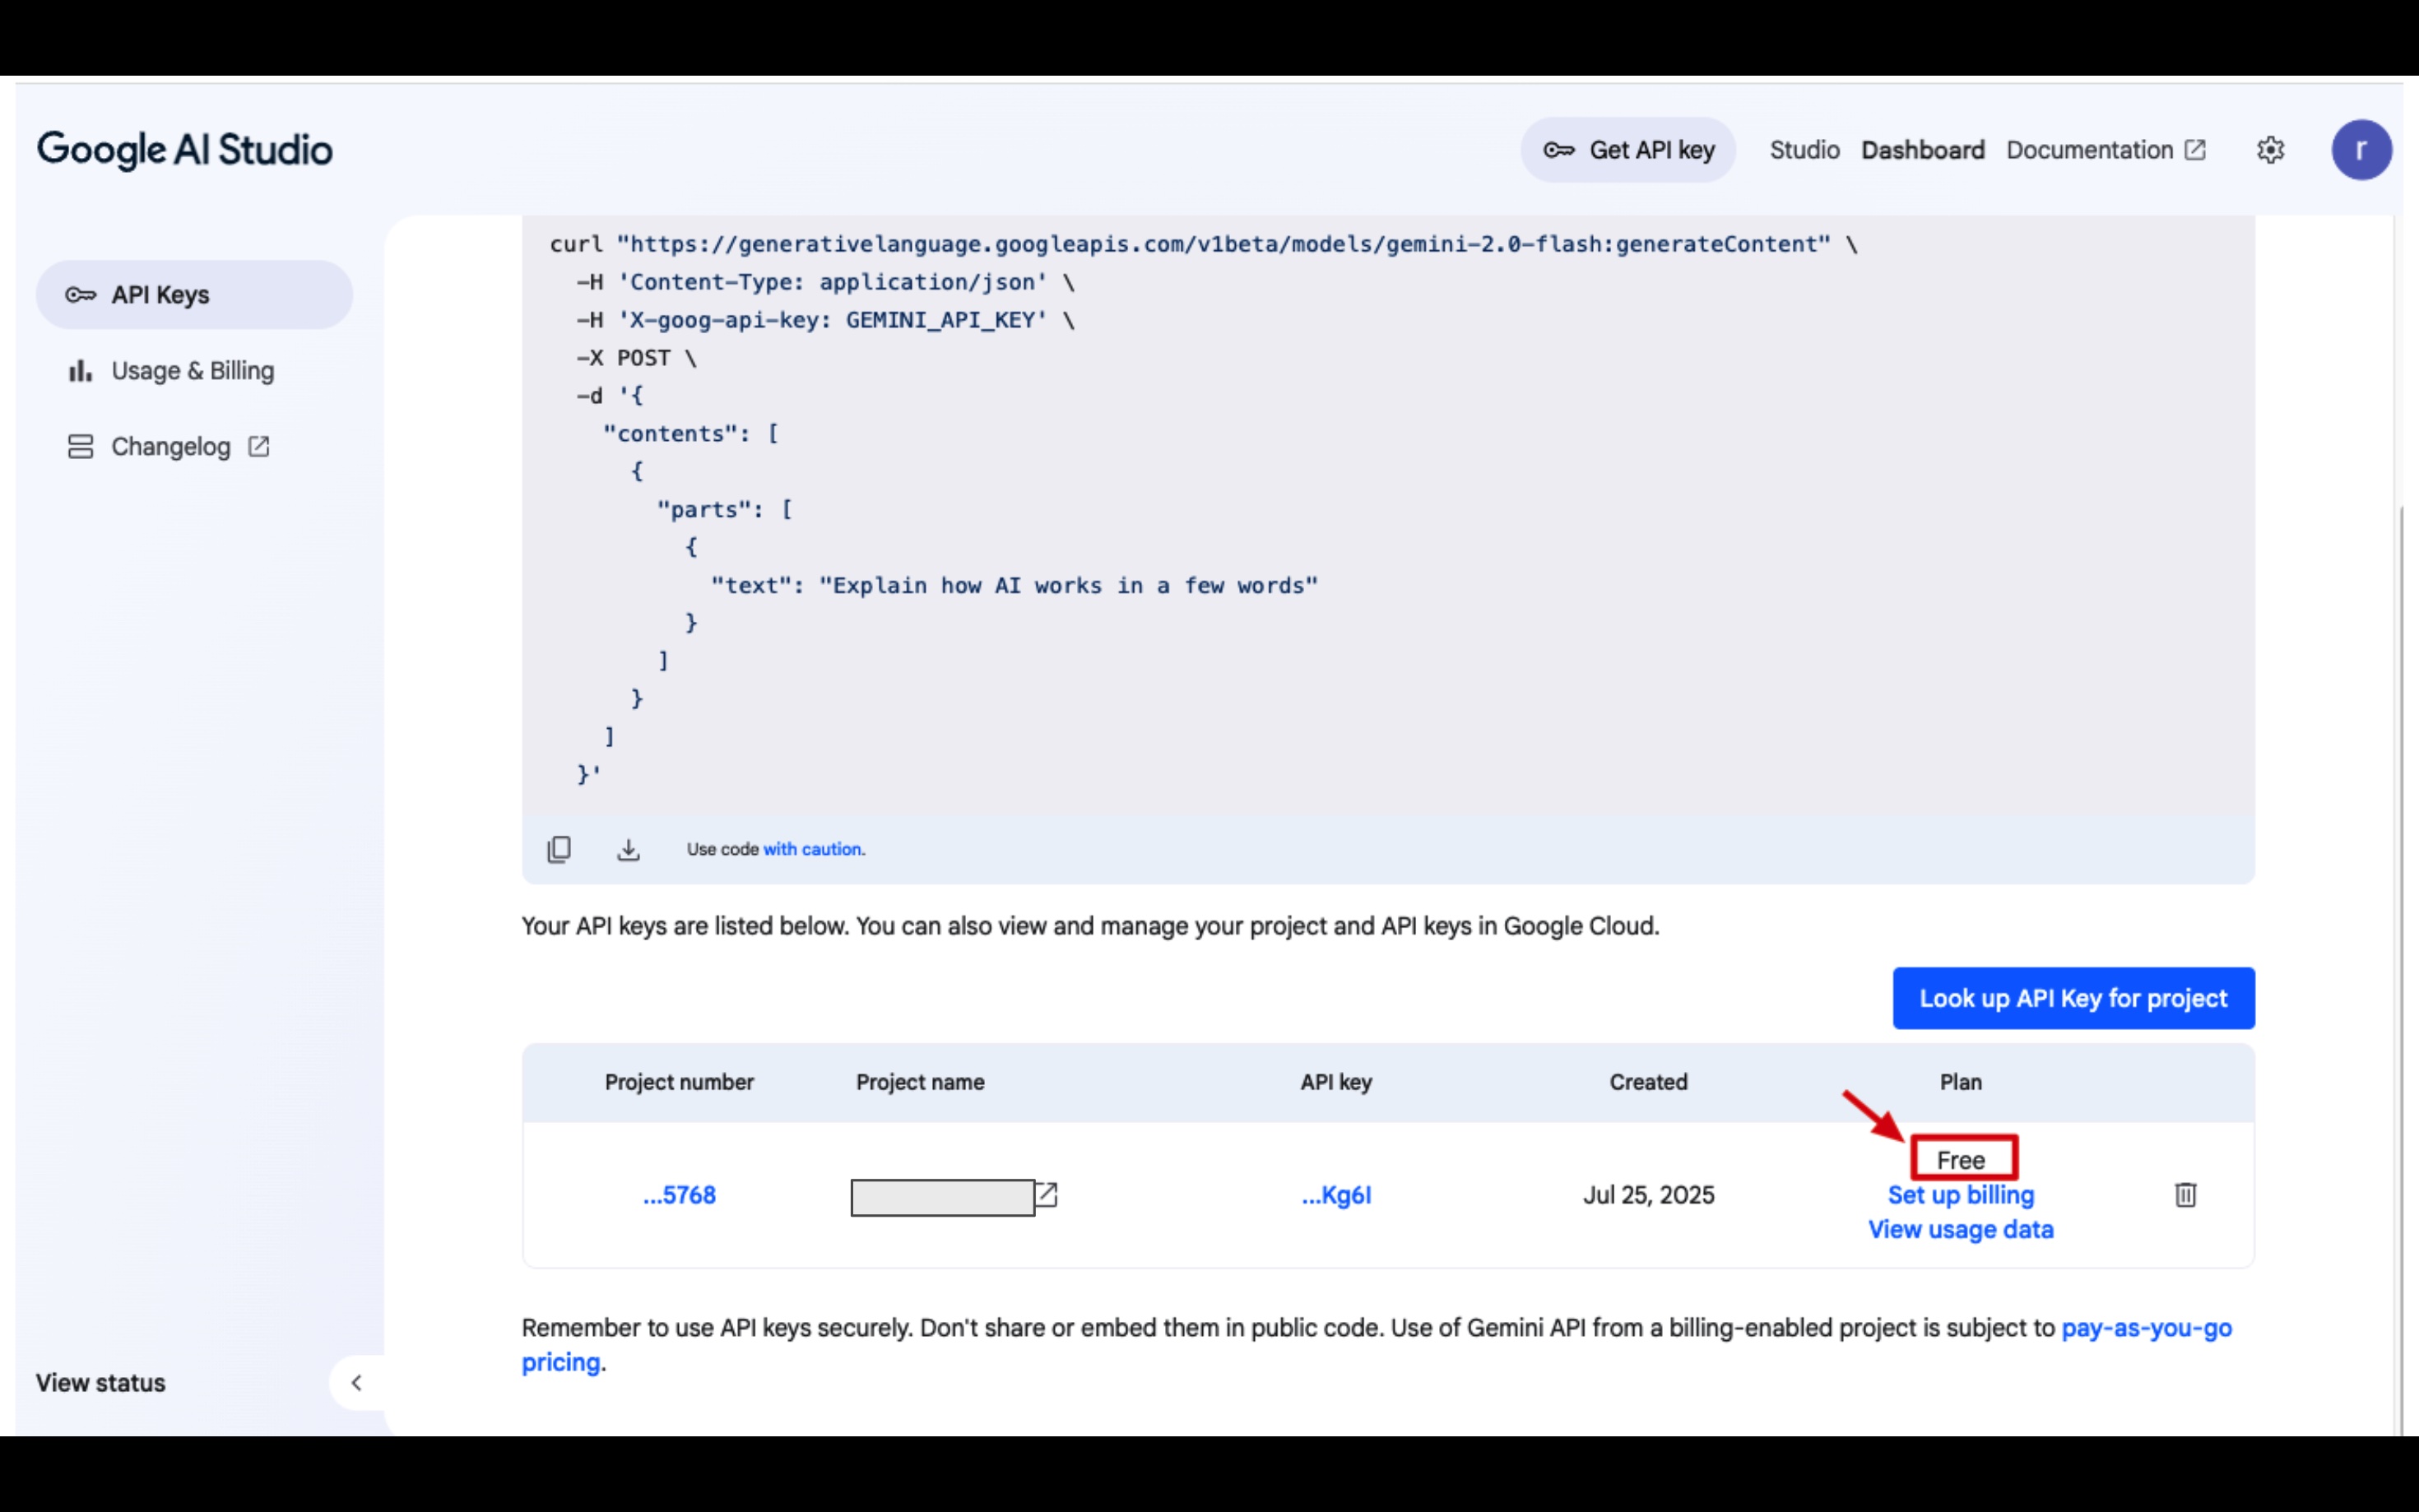 Google AI Studio
Get API key
Studio
Dashboard
Documentation
r
API Keys
Usage & Billing
Changelog
curl "https://generativelanguage.googleapis.com/v1beta/models/gemini-2.0-flash:generateContent" \
-H 'Content-Type: application/json' \
-H 'X-goog-api-key: GEMINI_API_KEY' \
-X POST \
-d '{
"contents": [
{
"parts": [
{
"text": "Explain how AI works in a few words"
}
]
}
]
}'
Use code with caution.
Your API keys are listed below. You can also view and manage your project and API keys in Google Cloud.
Look up API Key for project
Project number Project name API key Created Plan
Free
...5768 ...Kg6I Jul 25, 2025 Set up billing
View usage data
Remember to use API keys securely. Don't share or embed them in public code. Use of Gemini API from a billing-enabled project is subject to pay-as-you-go
pricing.
View status